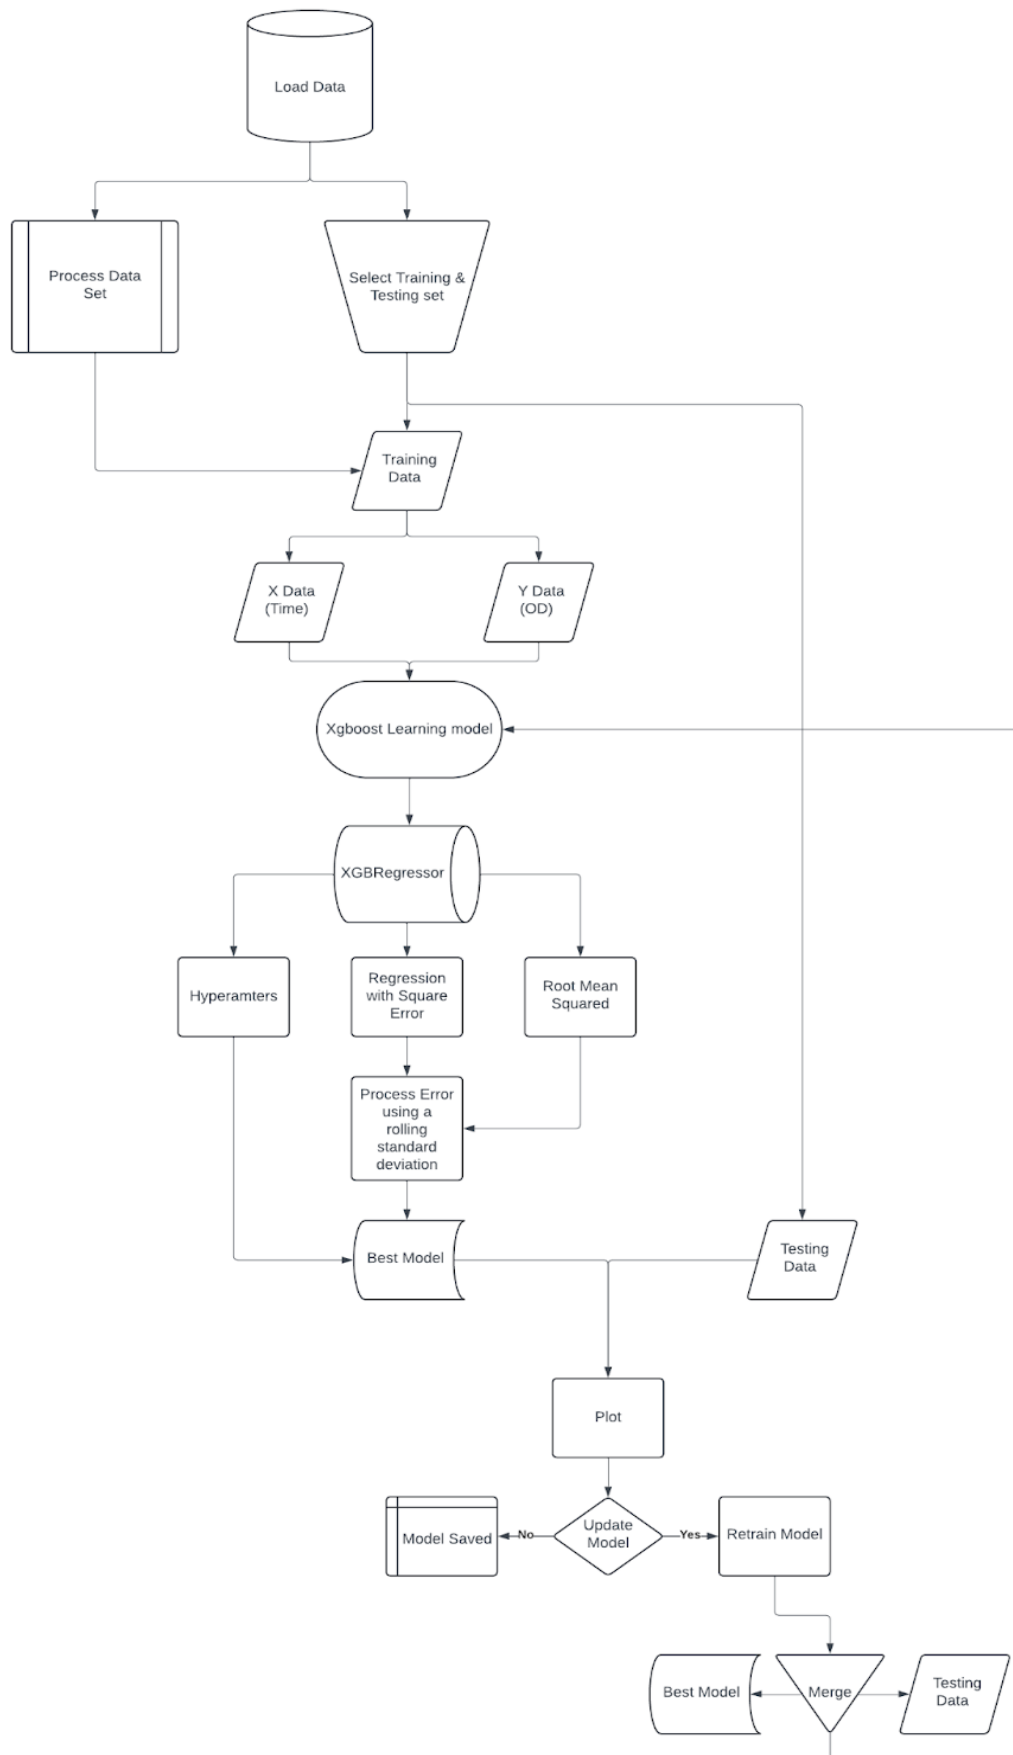 Load Data
Process Data
Set
Select Training &
Testing set
Training
Data
X Data
(Time)
Y Data
(OD)
Xgboost Learning model
XGBRegressor
Hyperamters
Regression
with Square
Error
Root Mean
Squared
Process Error
using a
rolling
standard
deviation
Best Model
Testing
Data
Plot
Model Saved
No
Update
Model
Yes
Retrain Model
Best Model
Merge
Testing
Data